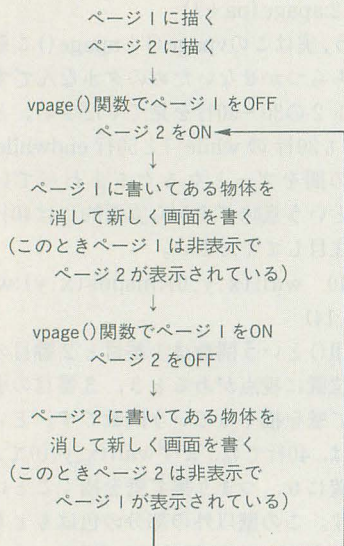 ページ1に描く
ページ2に描く
↓
vpage()関数でページ1をOFF
ページ2をON
↓
ページ1に書いてある物体を
消して新しく画面を書く
(このときページ1は非表示で
ページ2が表示されている)
↓
vpage()関数でページ1をON
ページ2をOFF
↓
ページ2に書いてある物体を
消して新しく画面を書く
(このときページ2は非表示で
ページ1が表示されている)